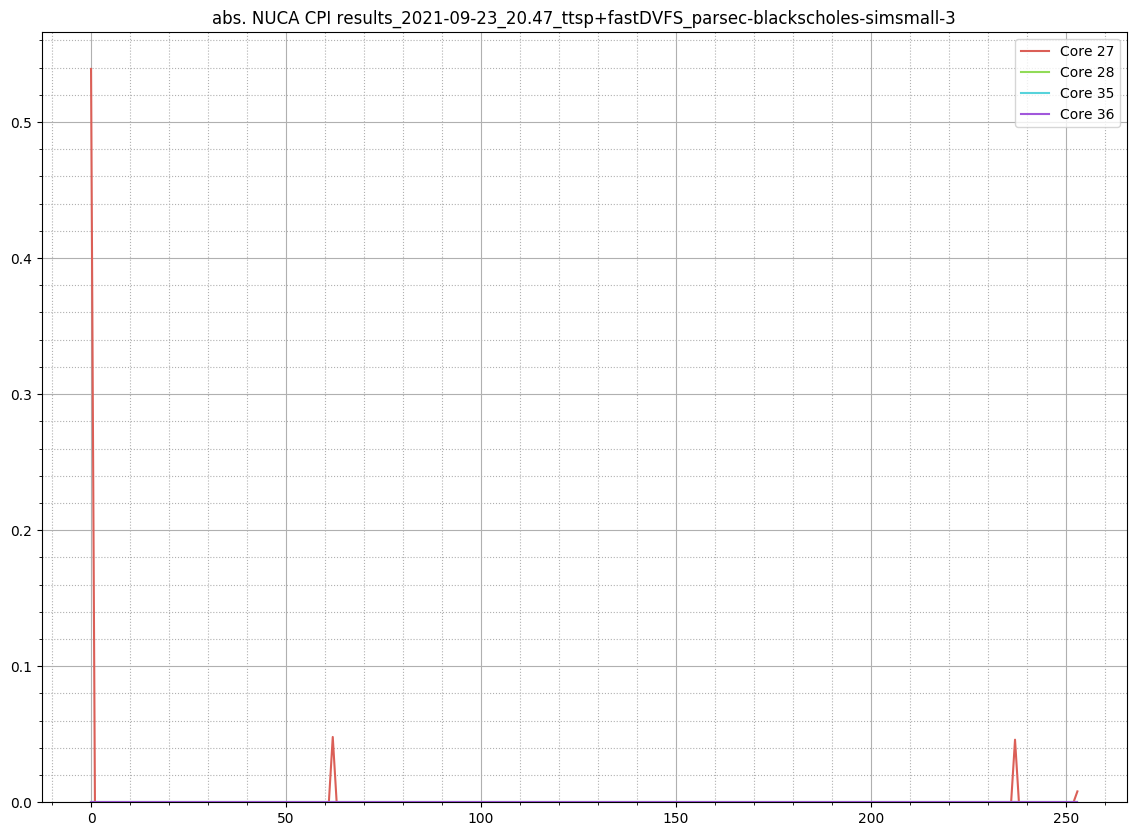 abs. NUCA CPI results_2021-09-23_20.47_ttsp+fastDVFS_parsec-blackscholes-simsmall-3
Core 27
Core 28
Core 35
Core 36
0.5
0.4
0.3
0.2
0.1
0.0
0 50 100 150 200 250